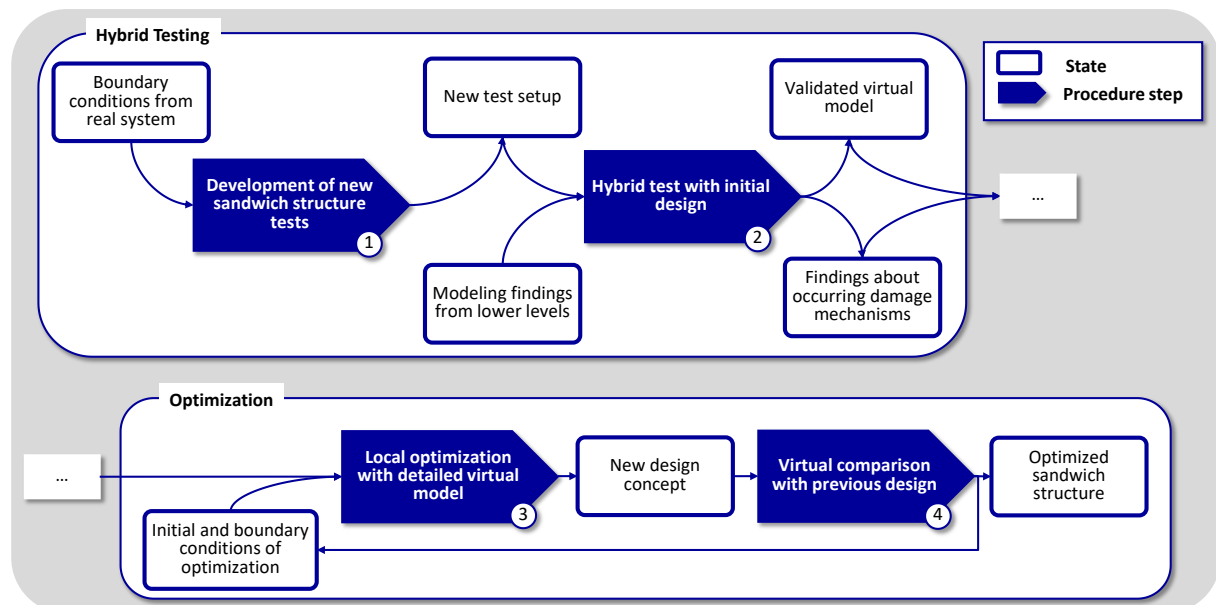 Hybrid Testing
Boundary
conditions from
real system
New test setup
Validated virtual
model
State
Procedure step
Development of new
sandwich structure
tests
1
Hybrid test with initial
design
2
...
Modeling findings
from lower levels
Findings about
occurring damage
mechanisms
Optimization
...
Local optimization
with detailed virtual
model
3
New design
concept
Virtual comparison
with previous design
4
Optimized
sandwich
structure
Initial and boundary
conditions of
optimization